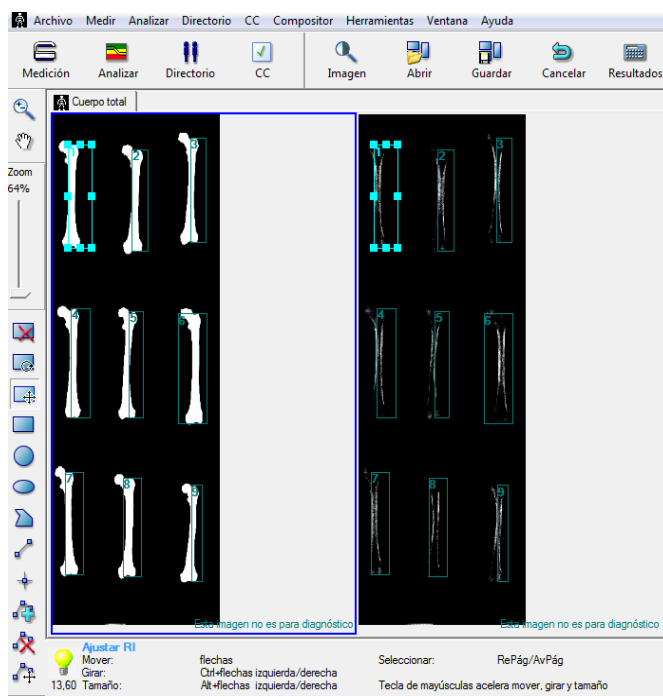 Archivo Medir Analizar Directorio CC Compositor Herramientas Ventana Ayuda
Medición Analizar Directorio CC Imagen Abrir Guardar Cancelar Resultados
Cuerpo total
Zoom
64%
1 2 3
4 5 6
7 8 9
Esta imagen no es para diagnóstico
1 2 3
4 5 6
7 8 9
Esta imagen no es para diagnóstico
Ajustar RI
Mover: flechas Seleccionar: RePág/AvPág
Girar: Ctrl+flechas izquierda/derecha
13,60 Tamaño: Alt+flechas izquierda/derecha Tecla de mayúsculas acelera mover, girar y tamaño